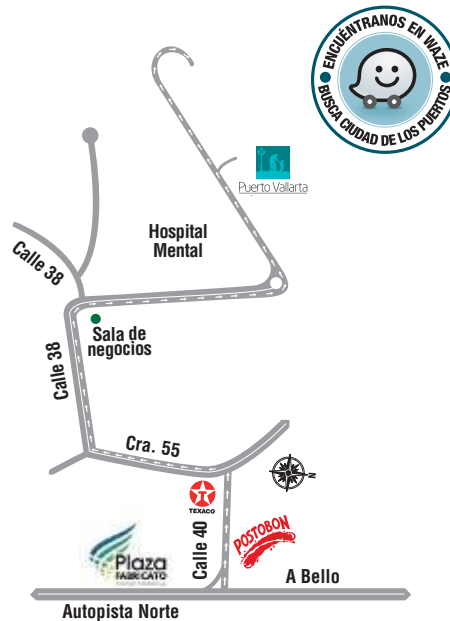 ENCUÉNTRANOS EN WAZE
BUSCA CIUDAD DE LOS PUERTOS
Puerto Vallarta
Hospital
Mental
Calle 38
Sala de
negocios
Calle 38
Cra. 55
N
T
TEXACO
Calle 40
POSTOBON
Plaza
FABRICATO
A Bello
Autopista Norte